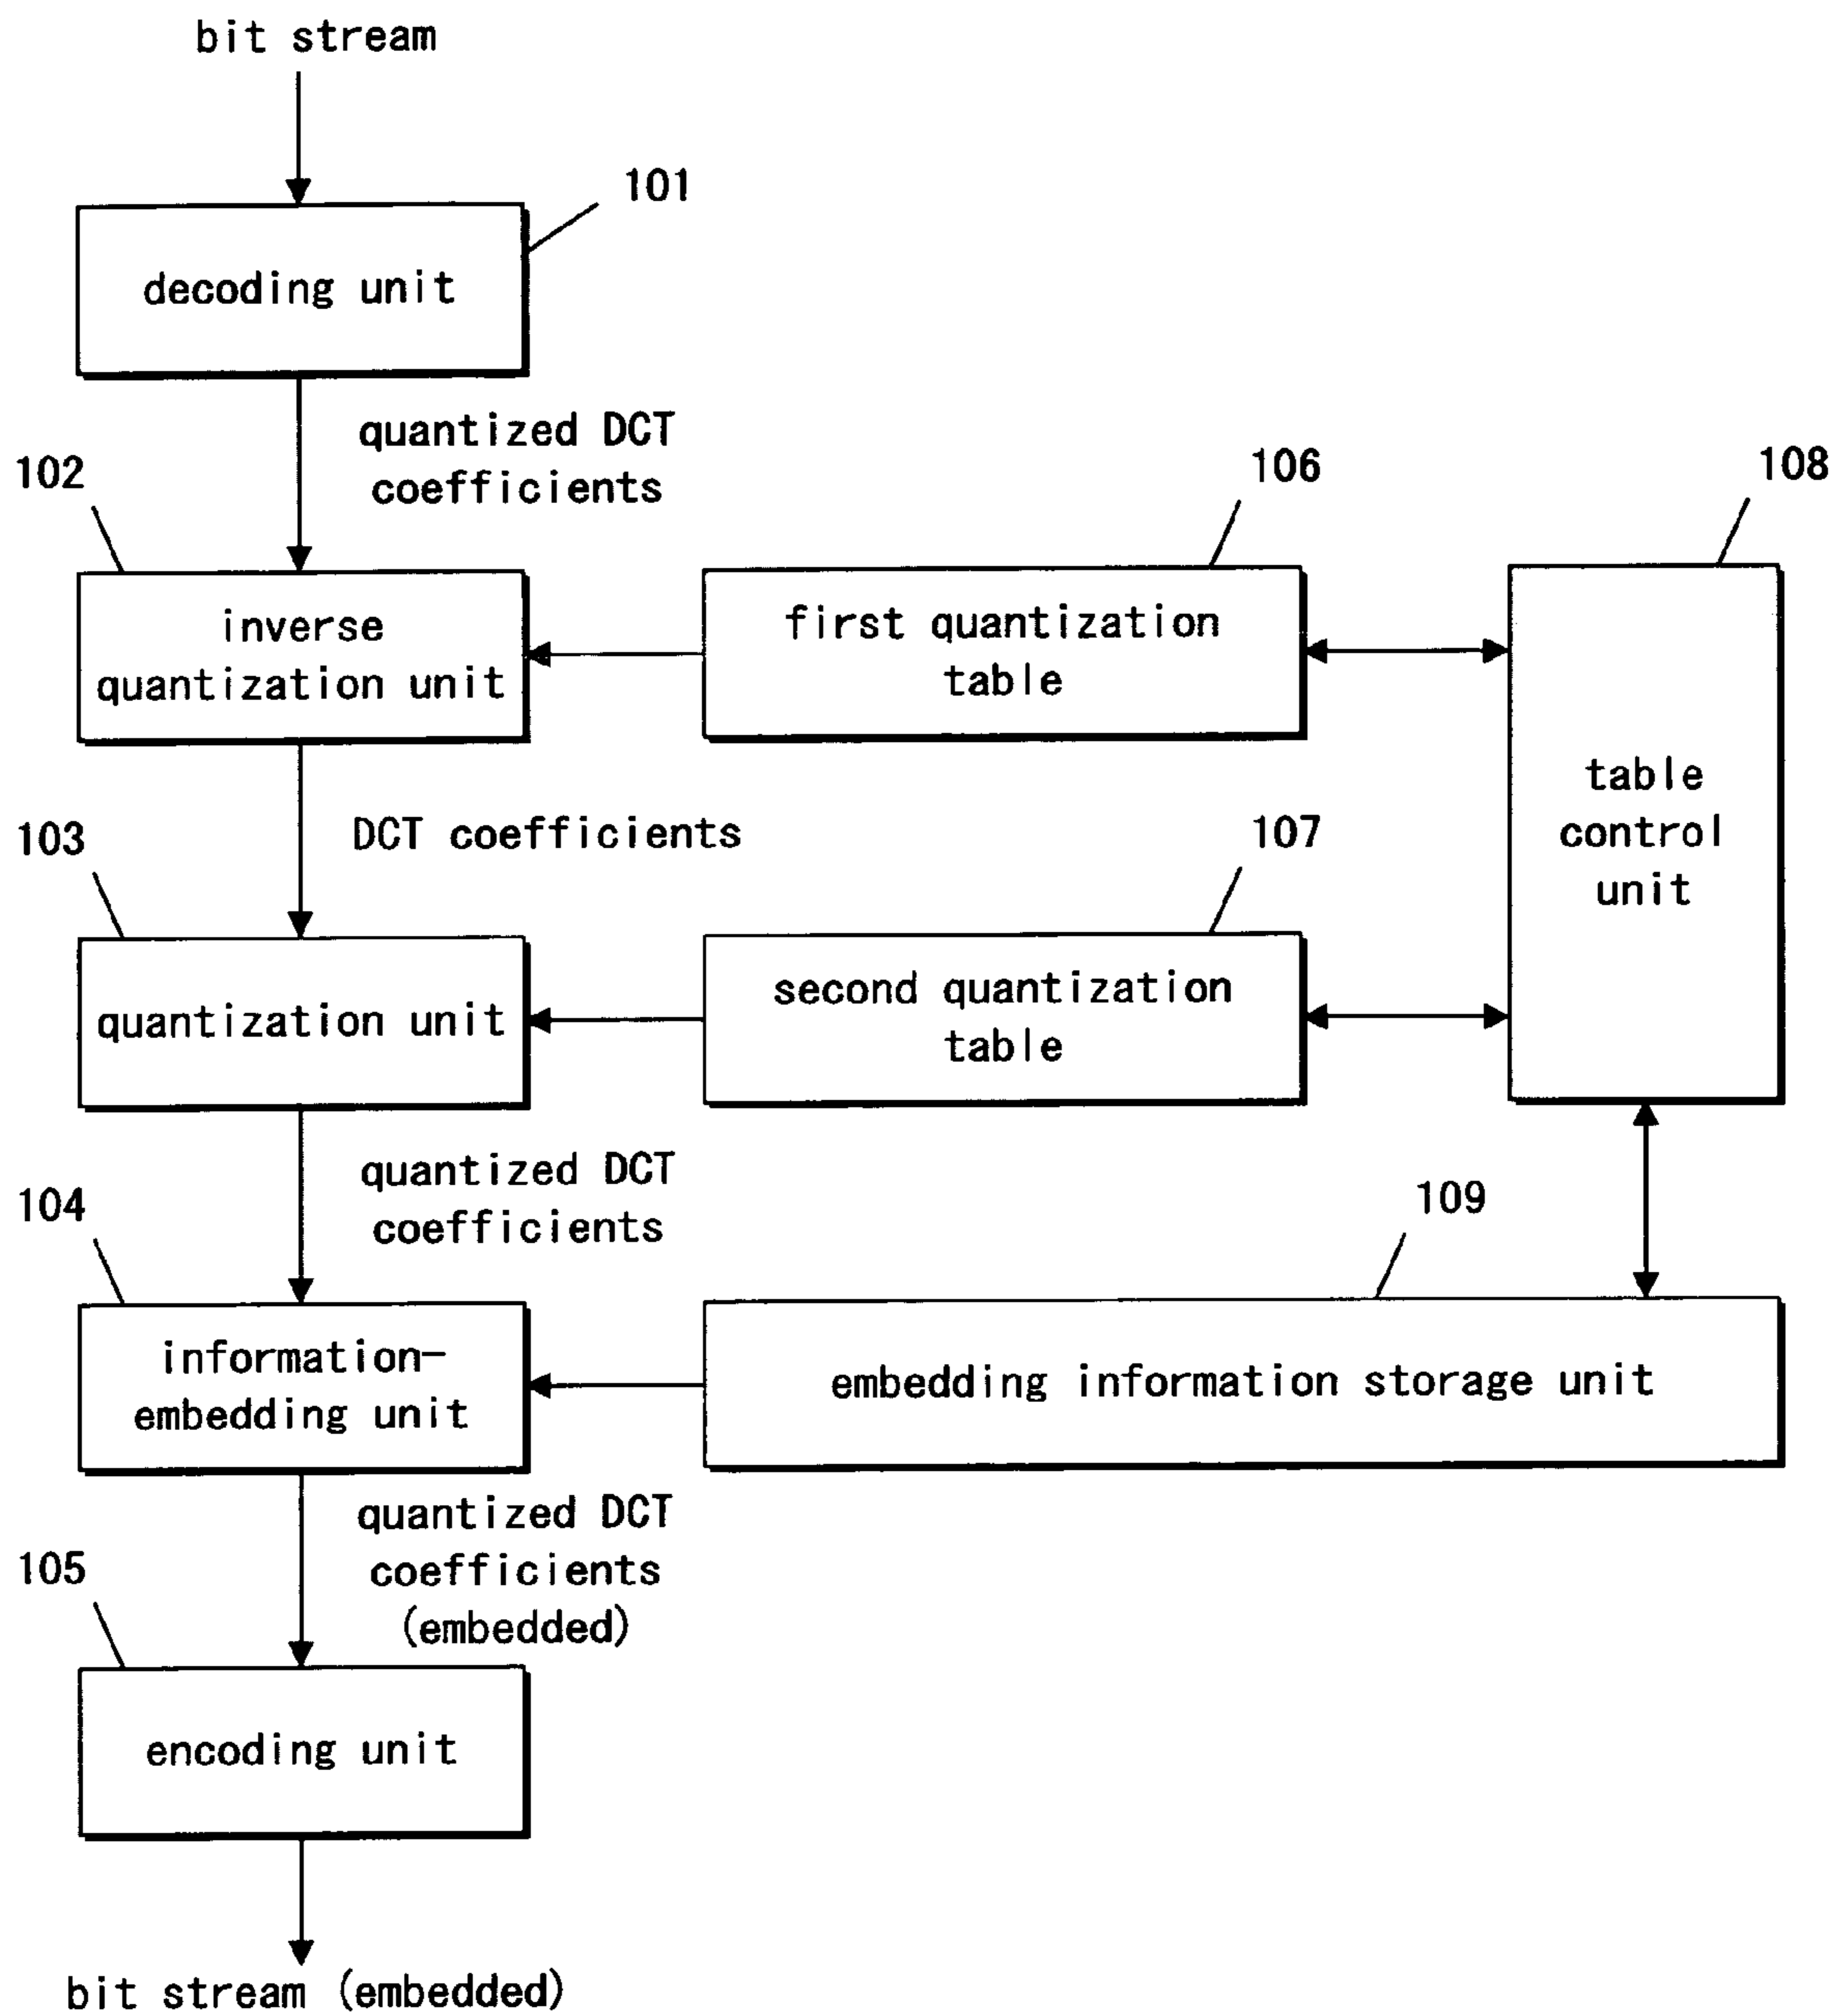 bit stream
101
decoding unit
quantized DCT
coefficients
102
106
108
inverse
quantization unit
first quantization
table
table
control
unit
DCT coefficients
103
107
quantization unit
second quantization
table
quantized DCT
coefficients
104
109
information-
embedding unit
embedding information storage unit
quantized DCT
coefficients
(embedded)
105
encoding unit
bit stream (embedded)